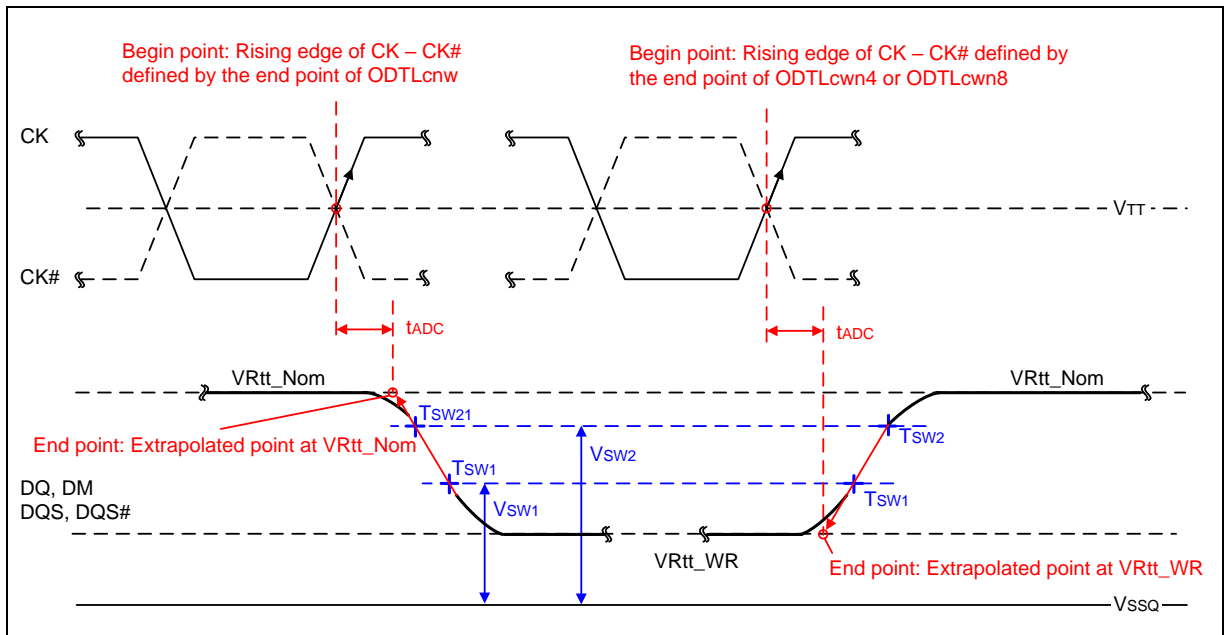 Begin point: Rising edge of CK – CK#
defined by the end point of ODTLcnw
Begin point: Rising edge of CK – CK# defined by
the end point of ODTLcwn4 or ODTLcwn8
CK
VTT
CK#
tADC
tADC
VRtt_Nom
VRtt_Nom
TSW21
End point: Extrapolated point at VRtt_Nom
TSW2
VSW2
TSW1
TSW1
VSW1
DQ, DM
DQS, DQS#
VRtt_WR
End point: Extrapolated point at VRtt_WR
VSSQ